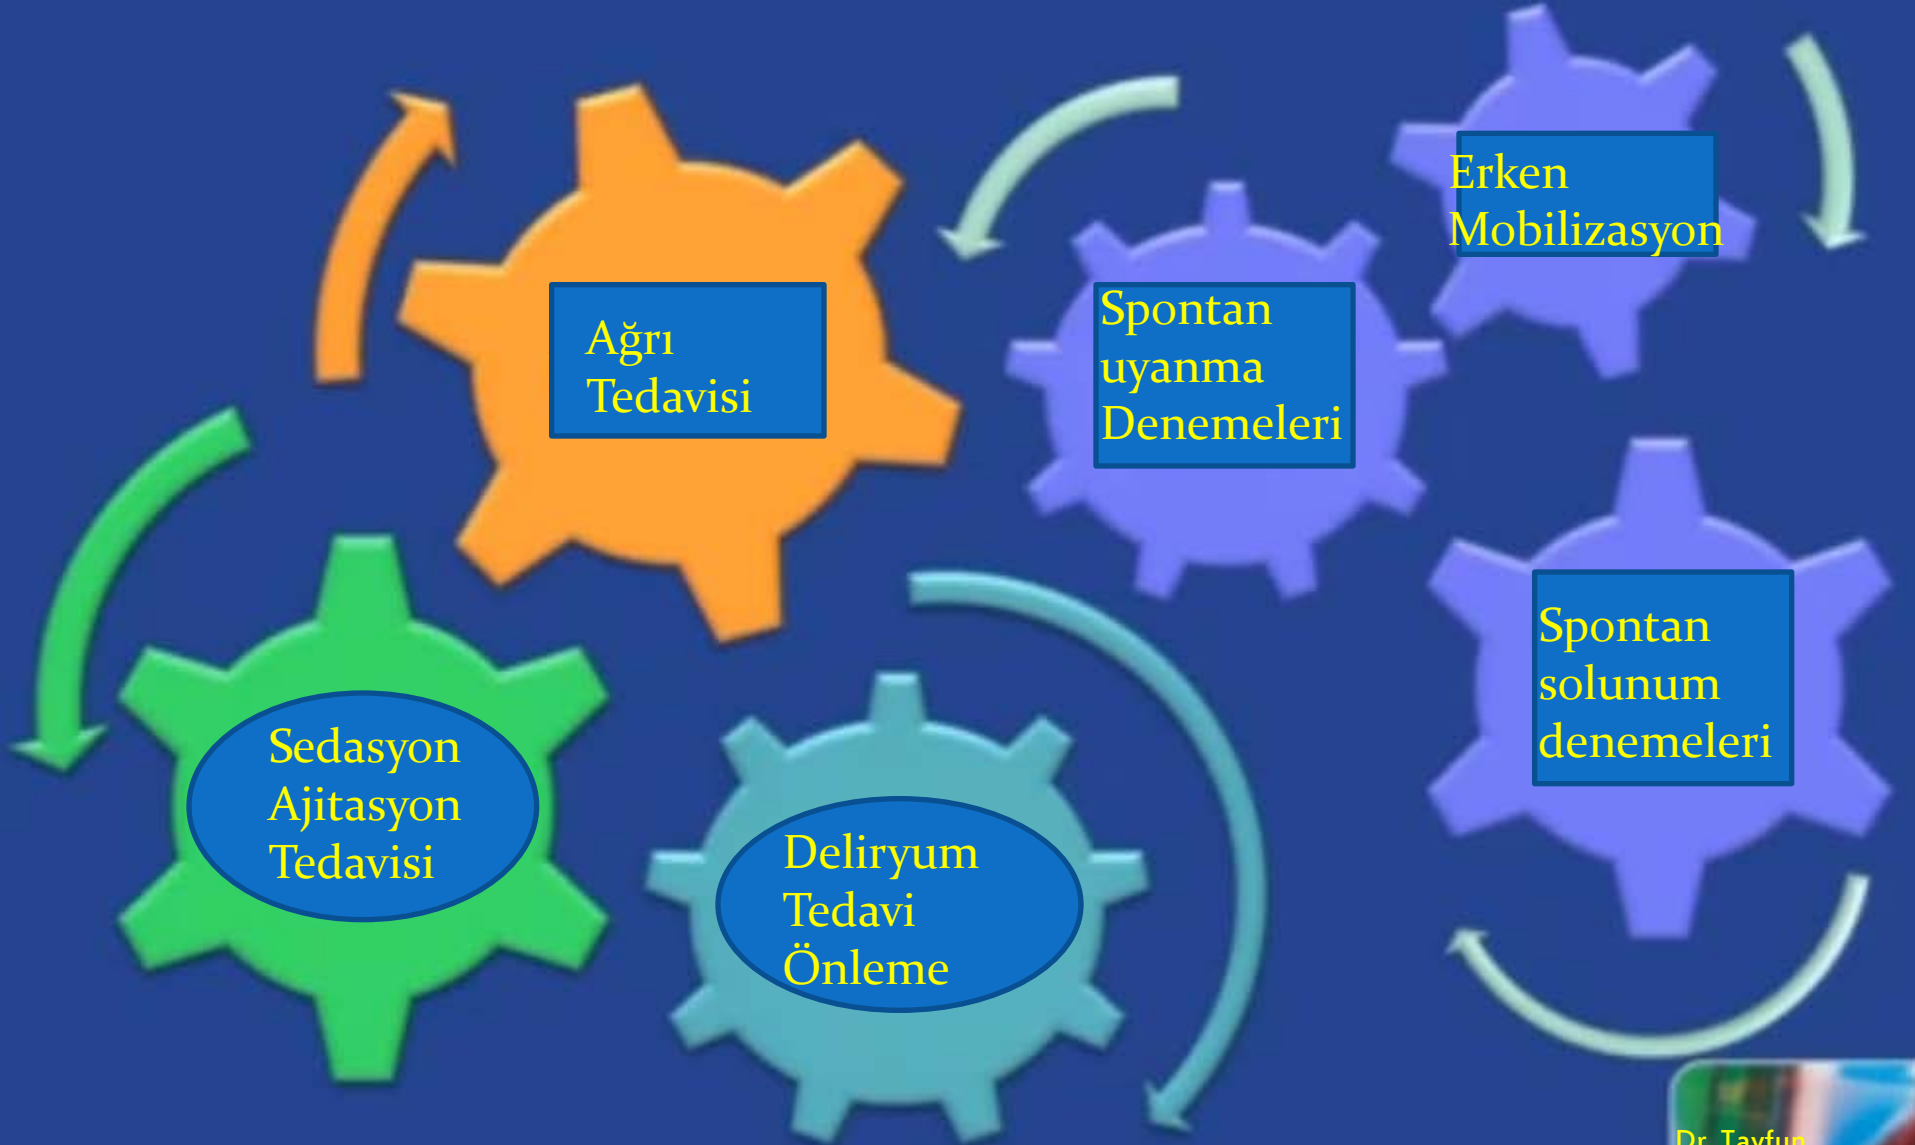 Ağrı
Tedavisi
Spontan
uyanma
Denemeleri
Erken
Mobilizasyon
Sedasyon
Ajitasyon
Tedavisi
Deliryum
Tedavi
Önleme
Spontan
solunum
denemeleri
Dr. Tayfun